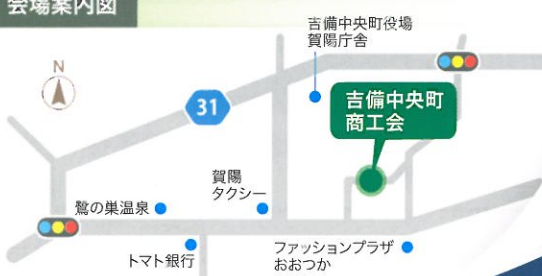 会場案内図
吉備中央町役場
賀陽庁舎
N
31
吉備中央町
商工会
賀陽
タクシー
鷺の巣温泉
トマト銀行
ファッションプラザ
おおつか